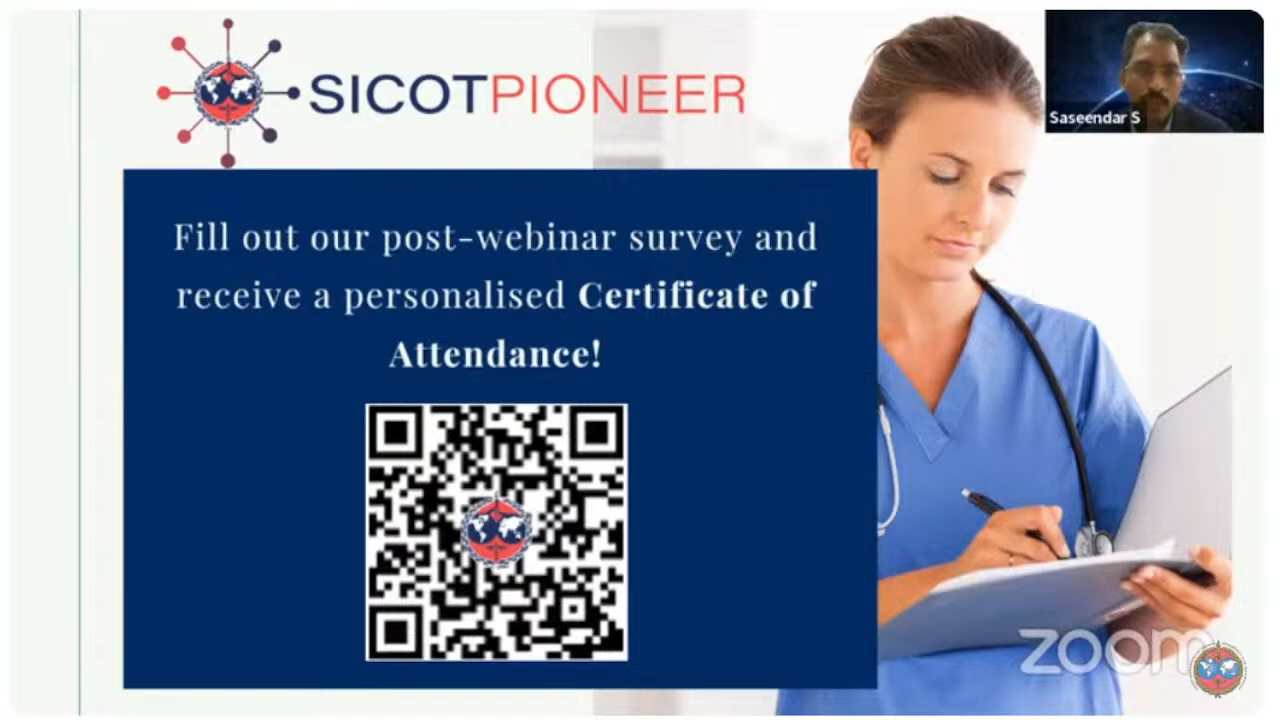 SICOTPIONEER
Saseendar S
Fill out our post-webinar survey and
receive a personalised Certificate of
Attendance!
zoom